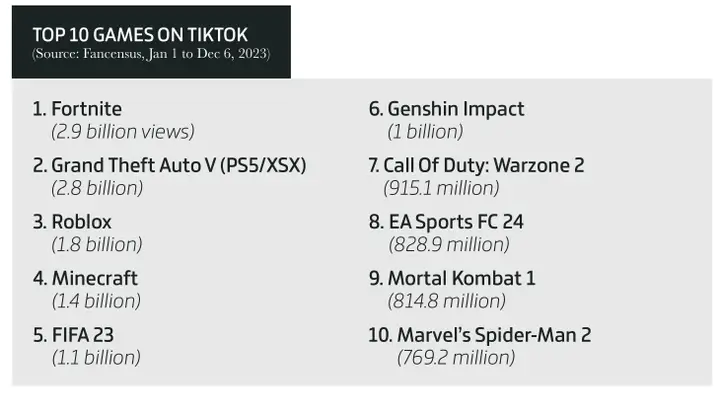 TOP 10 GAMES ON TIKTOK
(Source: Fancensus, Jan 1 to Dec 6, 2023)
1. Fortnite
(2.9 billion views)
2. Grand Theft Auto V (PS5/XSX)
(2.8 billion)
3. Roblox
(1.8 billion)
4. Minecraft
(1.4 billion)
5. FIFA 23
(1.1 billion)
6. Genshin Impact
(1 billion)
7. Call Of Duty: Warzone 2
(915.1 million)
8. EA Sports FC 24
(828.9 million)
9. Mortal Kombat 1
(814.8 million)
10. Marvel's Spider-Man 2
(769.2 million)